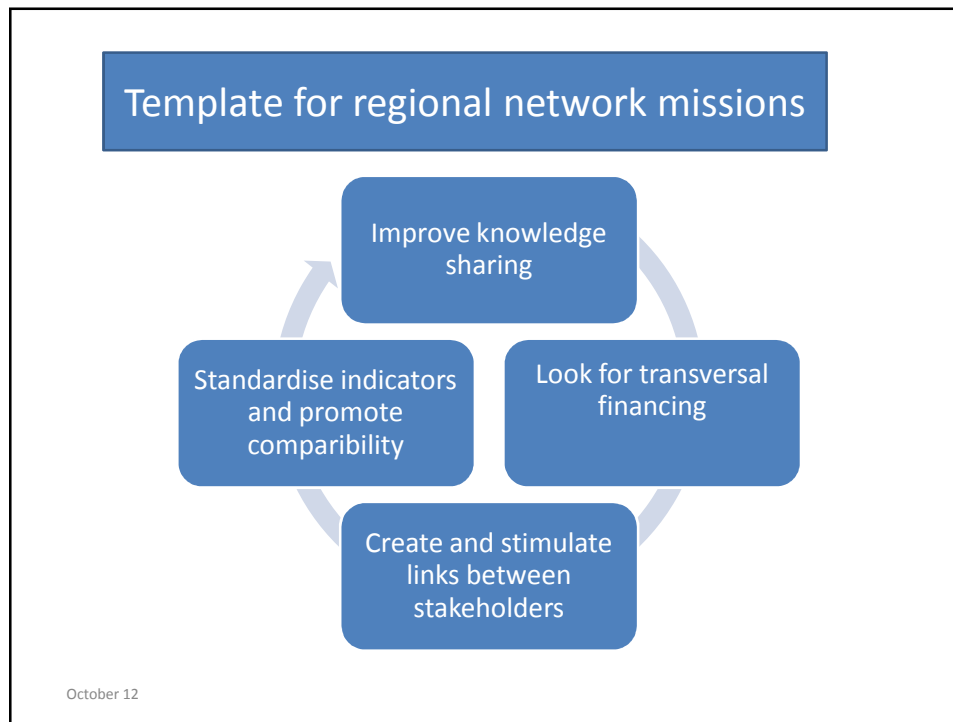 Template for regional network missions
Improve knowledge
sharing
Look for transversal
financing
Create and stimulate
links between
stakeholders
Standardise indicators
and promote
comparibility
October 12